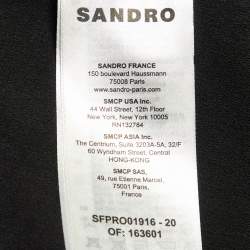 SANDRO
SANDRO FRANCE
150 boulevard Haussmann
75008 Paris
www.sandro-paris.com
SMCP USA Inc.
44 Wall Street, 12th Floor
New York, New York 10005
RN132784
SMCP ASIA Inc.
The Centrium, Suite 3203A-5A, 32/F
60 Wyndham Street, Central
HONG-KONG
SMCP SAS,
49, rue Etienne Marcel,
75001 Paris,
France
SFPRO01916 - 20
OF: 163601